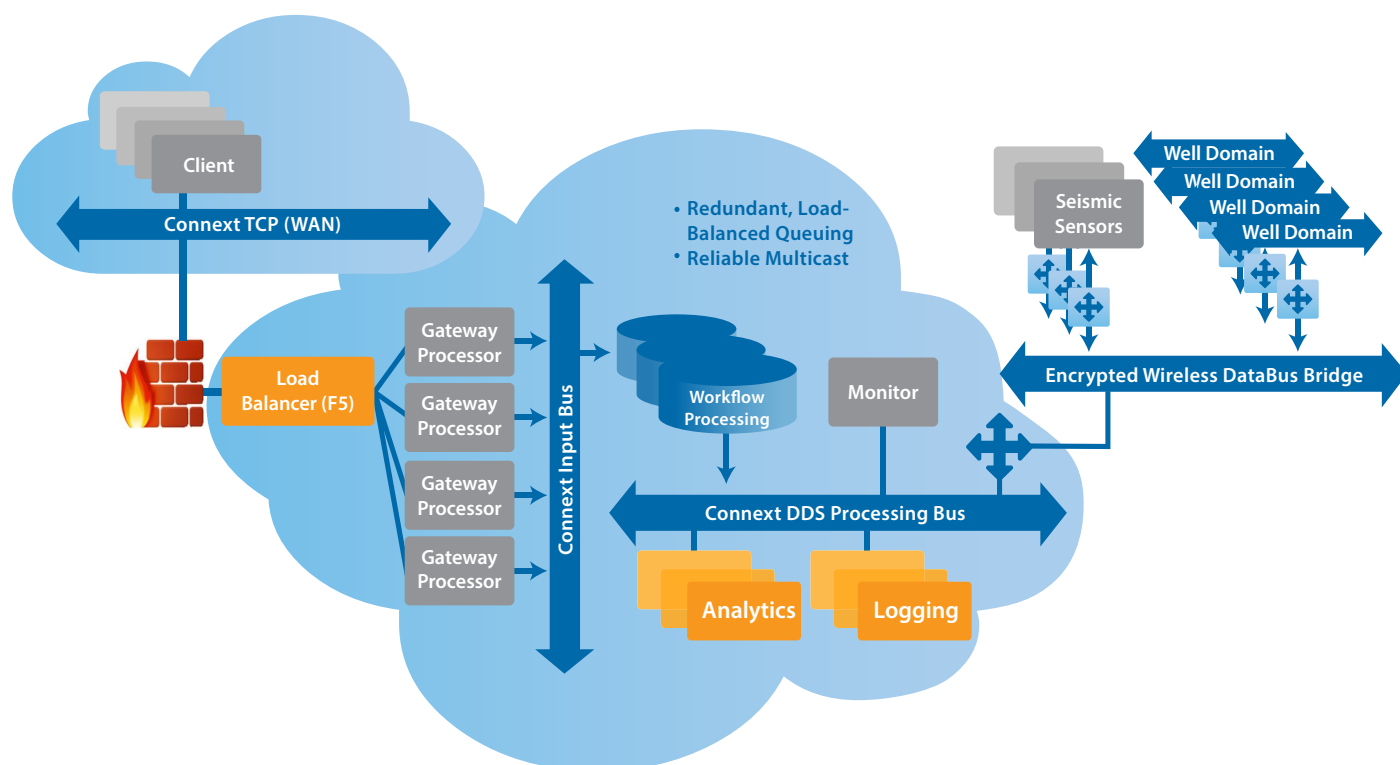 Client
Connext TCP (WAN)
Load
Balancer (F5)
Gateway
Processor
Gateway
Processor
Gateway
Processor
Gateway
Processor
Connext Input Bus
• Redundant, Load-
Balanced Queuing
• Reliable Multicast
Workflow
Processing
Monitor
Connext DDS Processing Bus
Analytics
Logging
Seismic
Sensors
Well Domain
Well Domain
Well Domain
Well Domain
Encrypted Wireless DataBus Bridge